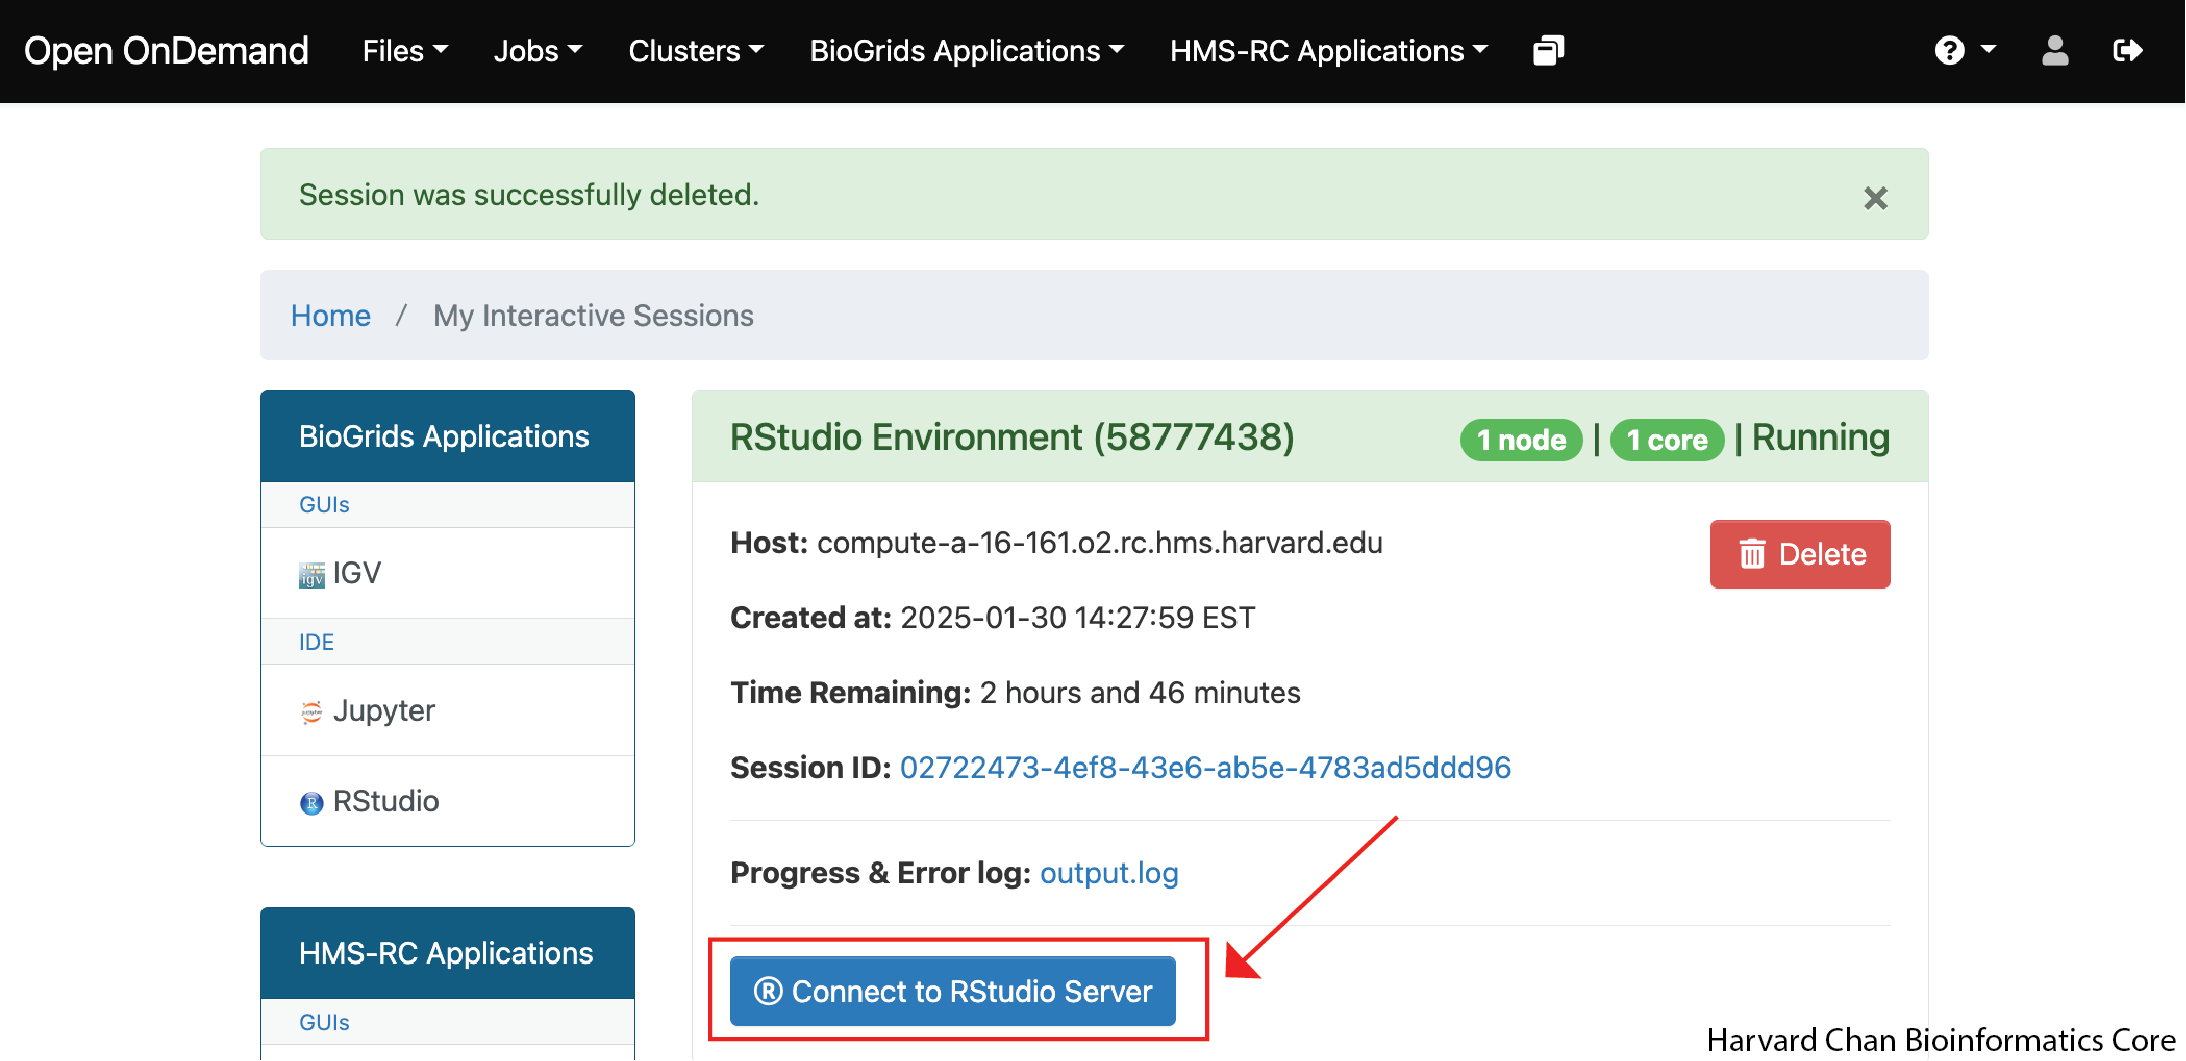 Open OnDemand Files Jobs Clusters BioGrids Applications HMS-RC Applications
Session was successfully deleted.
Home / My Interactive Sessions
BioGrids Applications
GUIs
igv IGV
IDE
jupyter Jupyter
R RStudio
HMS-RC Applications
GUIs
RStudio Environment (58777438) 1 node | 1 core | Running
Host: compute-a-16-161.o2.rc.hms.harvard.edu
Delete
Created at: 2025-01-30 14:27:59 EST
Time Remaining: 2 hours and 46 minutes
Session ID: 02722473-4ef8-43e6-ab5e-4783ad5ddd96
Progress & Error log: output.log
® Connect to RStudio Server
Harvard Chan Bioinformatics Core